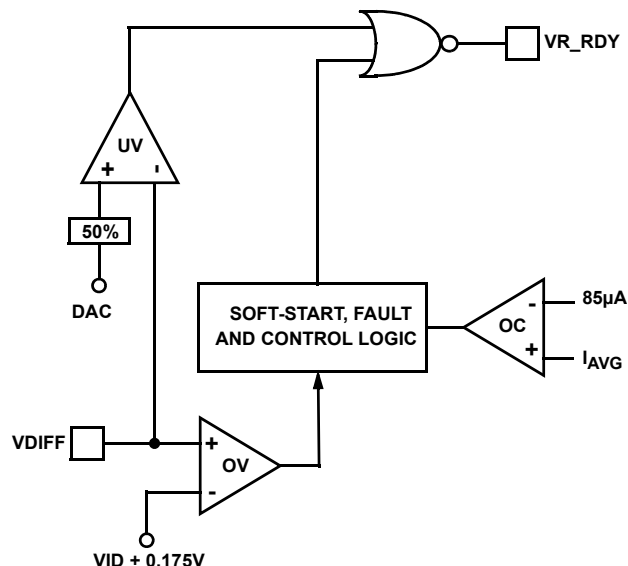 VR_RDY
UV
+ -
50%
DAC
SOFT-START, FAULT
AND CONTROL LOGIC
- 85µA
OC
+ IAVG
VDIFF
+
OV
-
VID + 0.175V